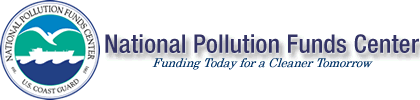 NATIONAL POLLUTION FUNDS CENTER
U.S. COAST GUARD
National Pollution Funds Center
Funding Today for a Cleaner Tomorrow